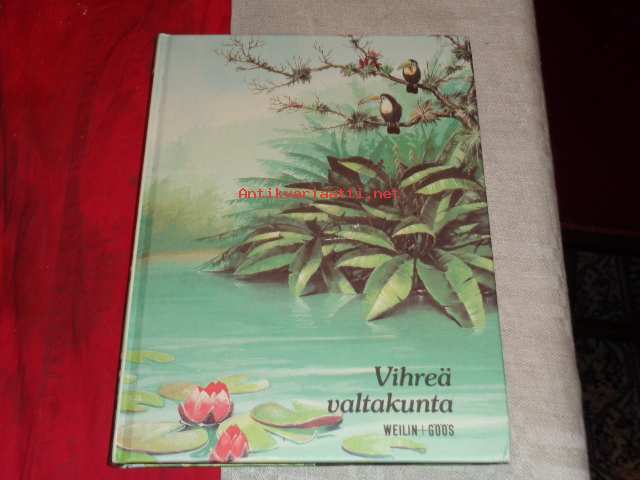 Antikvariaatti.net
Vihreä
valtakunta
WEILIN+GÖÖS